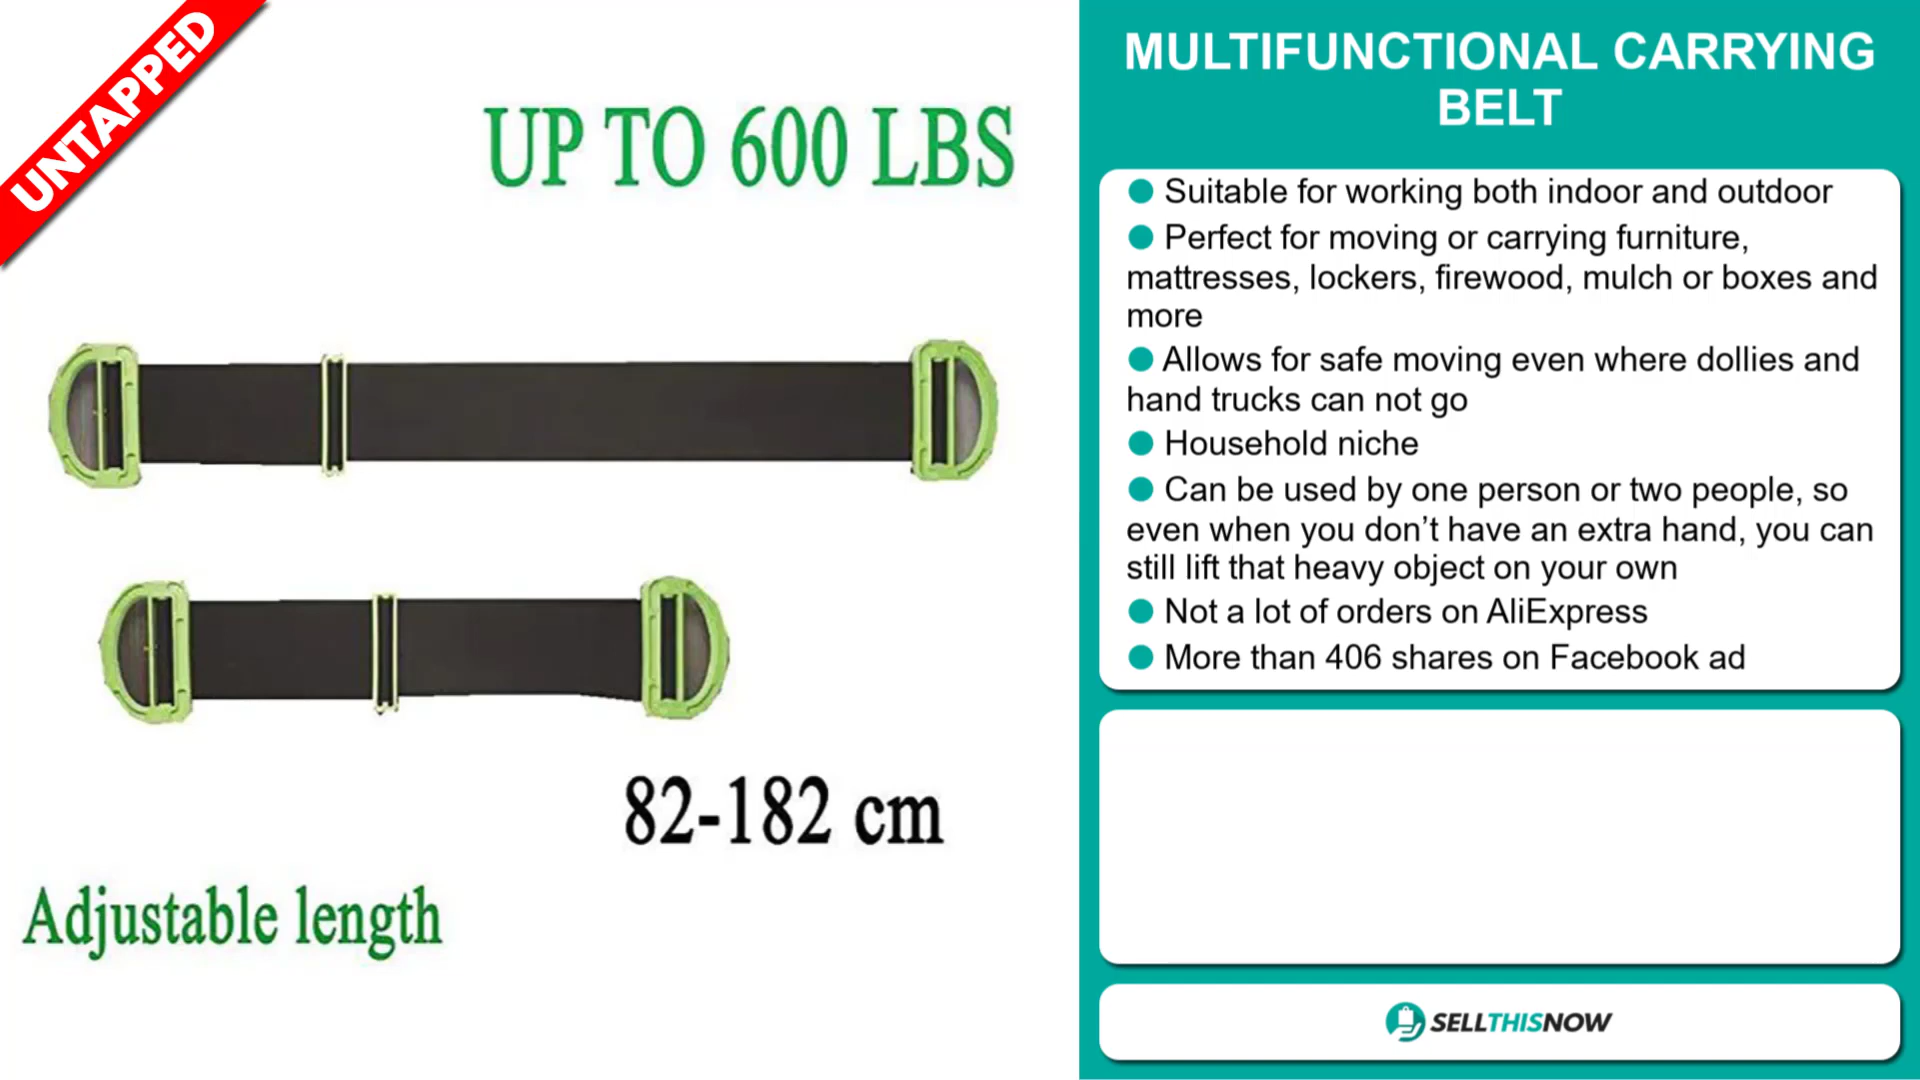 UNTAPPED
UP TO 600 LBS
82-182 cm
Adjustable length
MULTIFUNCTIONAL CARRYING
BELT
● Suitable for working both indoor and outdoor
● Perfect for moving or carrying furniture,
mattresses, lockers, firewood, mulch or boxes and
more
● Allows for safe moving even where dollies and
hand trucks can not go
● Household niche
● Can be used by one person or two people, so
even when you don’t have an extra hand, you can
still lift that heavy object on your own
● Not a lot of orders on AliExpress
● More than 406 shares on Facebook ad
SELLTHISNOW